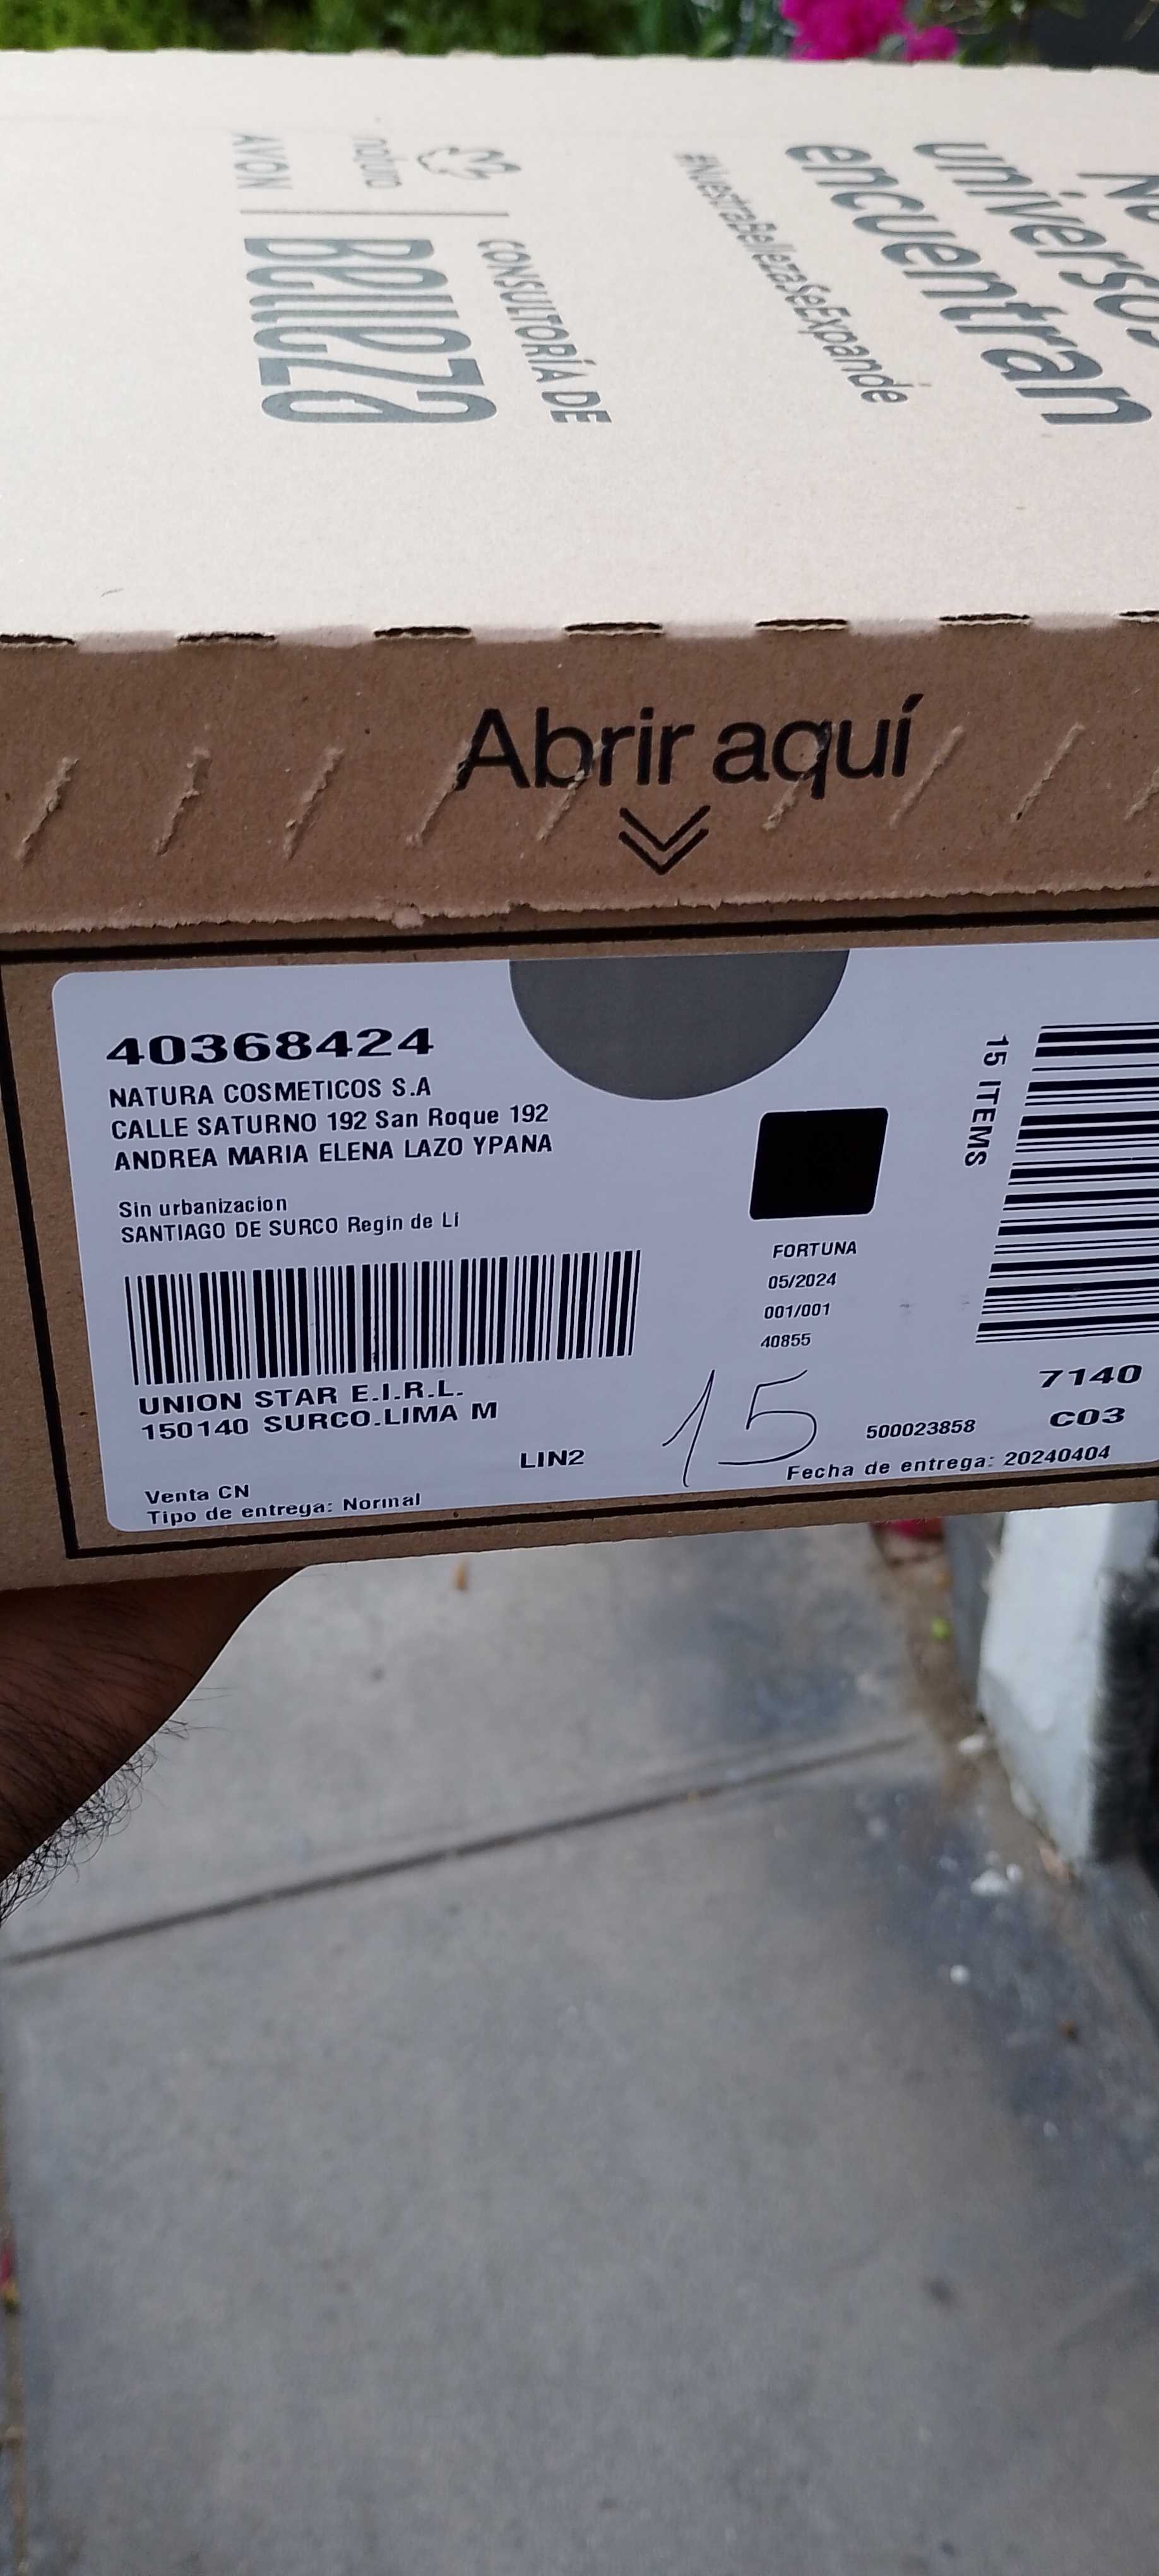 universos
encuentran
#NuestraBellezaSeExpande
natura
AVON
CONSULTORÍA DE
Belleza
Abrir aquí
40368424
NATURA COSMETICOS S.A
CALLE SATURNO 192 San Roque 192
ANDREA MARIA ELENA LAZO YPANA
Sin urbanizacion
SANTIAGO DE SURCO Regin de Li
UNION STAR E.I.R.L.
150140 SURCO.LIMA M
LIN2
Venta CN
Tipo de entrega: Normal
FORTUNA
05/2024
001/001
40855
15
15 ITEMS
7140
500023858
C03
Fecha de entrega: 20240404